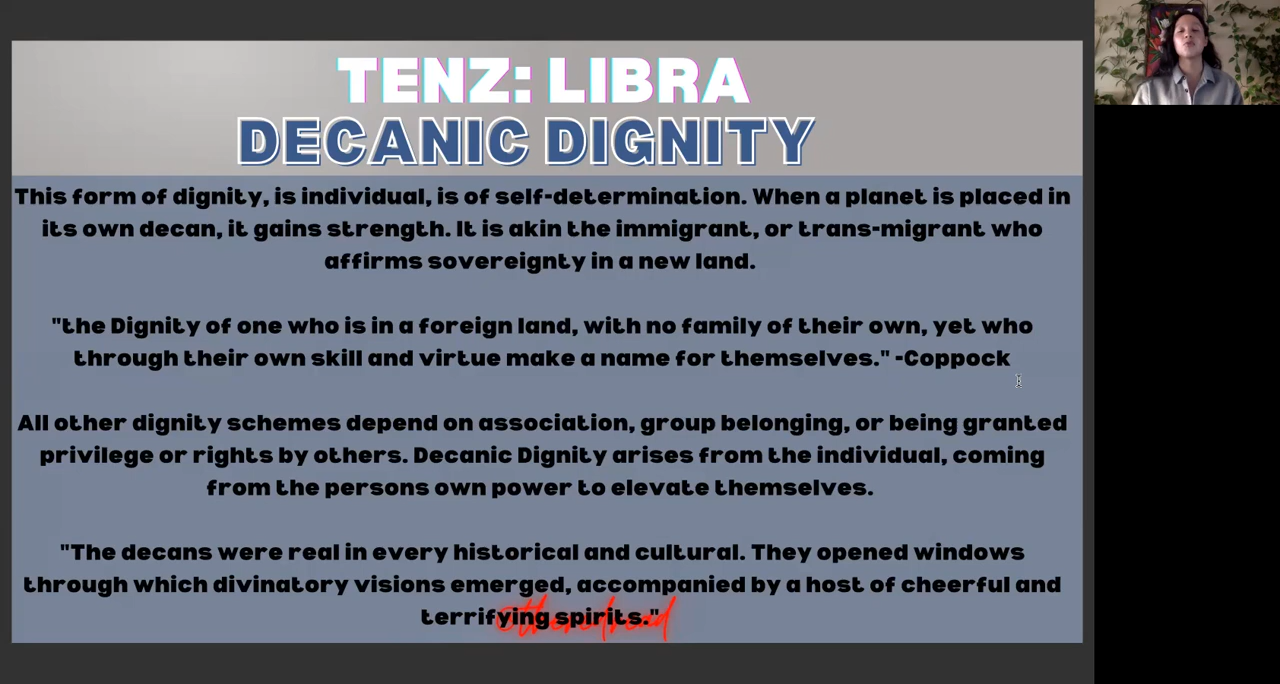 TENZ: LIBRA
DECANIC DIGNITY
This form of dignity, is individual, is of self-determination. When a planet is placed in
its own decan, it gains strength. It is akin the immigrant, or trans-migrant who
affirms sovereignty in a new land.
"the Dignity of one who is in a foreign land, with no family of their own, yet who
through their own skill and virtue make a name for themselves." -Coppock
All other dignity schemes depend on association, group belonging, or being granted
privilege or rights by others. Decanic Dignity arises from the individual, coming
from the persons own power to elevate themselves.
"The decans were real in every historical and cultural. They opened windows
through which divinatory visions emerged, accompanied by a host of cheerful and
terrifying spirits."